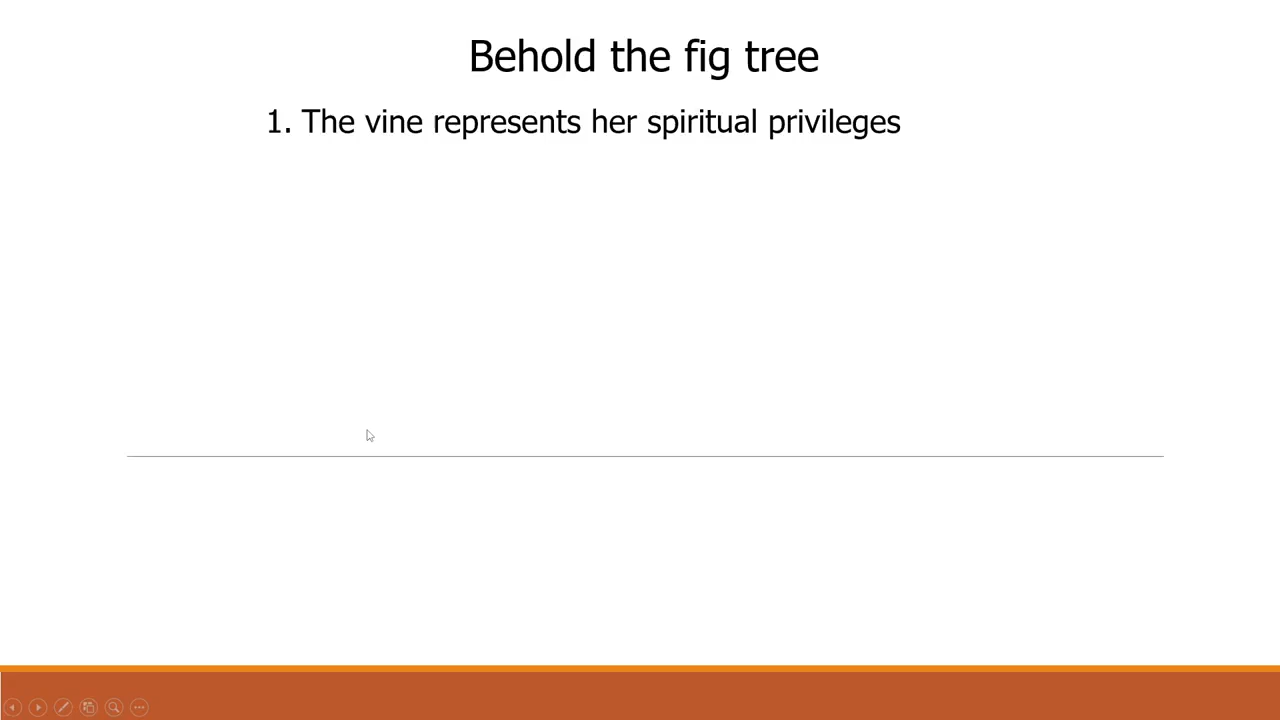 Behold the fig tree
1. The vine represents her spiritual privileges